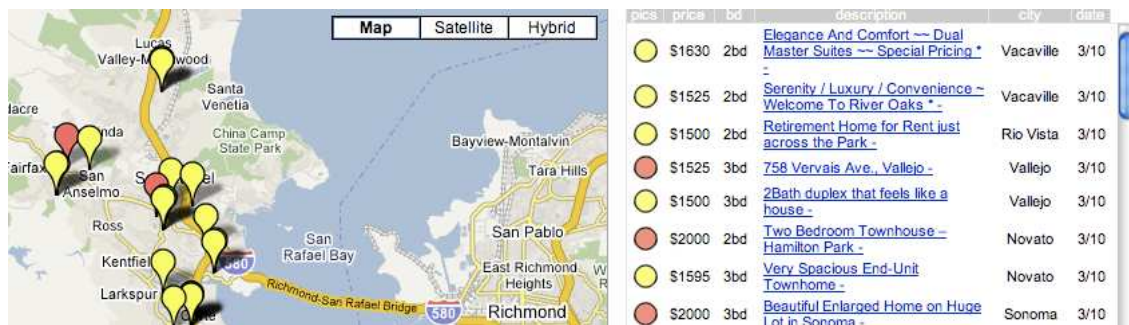 Map Satellite Hybrid
Lucas
Santa
Venetia
China Camp
State Park
Bayview-Montalvin
Tara Hills
San
Anselmo
Ross
San Pablo
San
Rafael Bay
East Richmond
Heights
Larkspur
Richmond-San Rafael Bridge
580
Richmond
pics price bd description city date
$1630 2bd Elegance And Comfort ~~ Dual
Master Suites ~~ Special Pricing * Vacaville 3/10
-
$1525 2bd Serenity / Luxury / Convenience ~
Welcome To River Oaks * - Vacaville 3/10
$1500 2bd Retirement Home for Rent just
across the Park - Rio Vista 3/10
$1525 3bd 758 Vervais Ave., Vallejo - Vallejo 3/10
$1500 3bd 2Bath duplex that feels like a
house - Vallejo 3/10
$2000 2bd Two Bedroom Townhouse –
Hamilton Park - Novato 3/10
$1595 3bd Very Spacious End-Unit
Townhome - Novato 3/10
$2000 3bd Beautiful Enlarged Home on Huge
Lot in Sonoma - Sonoma 3/10